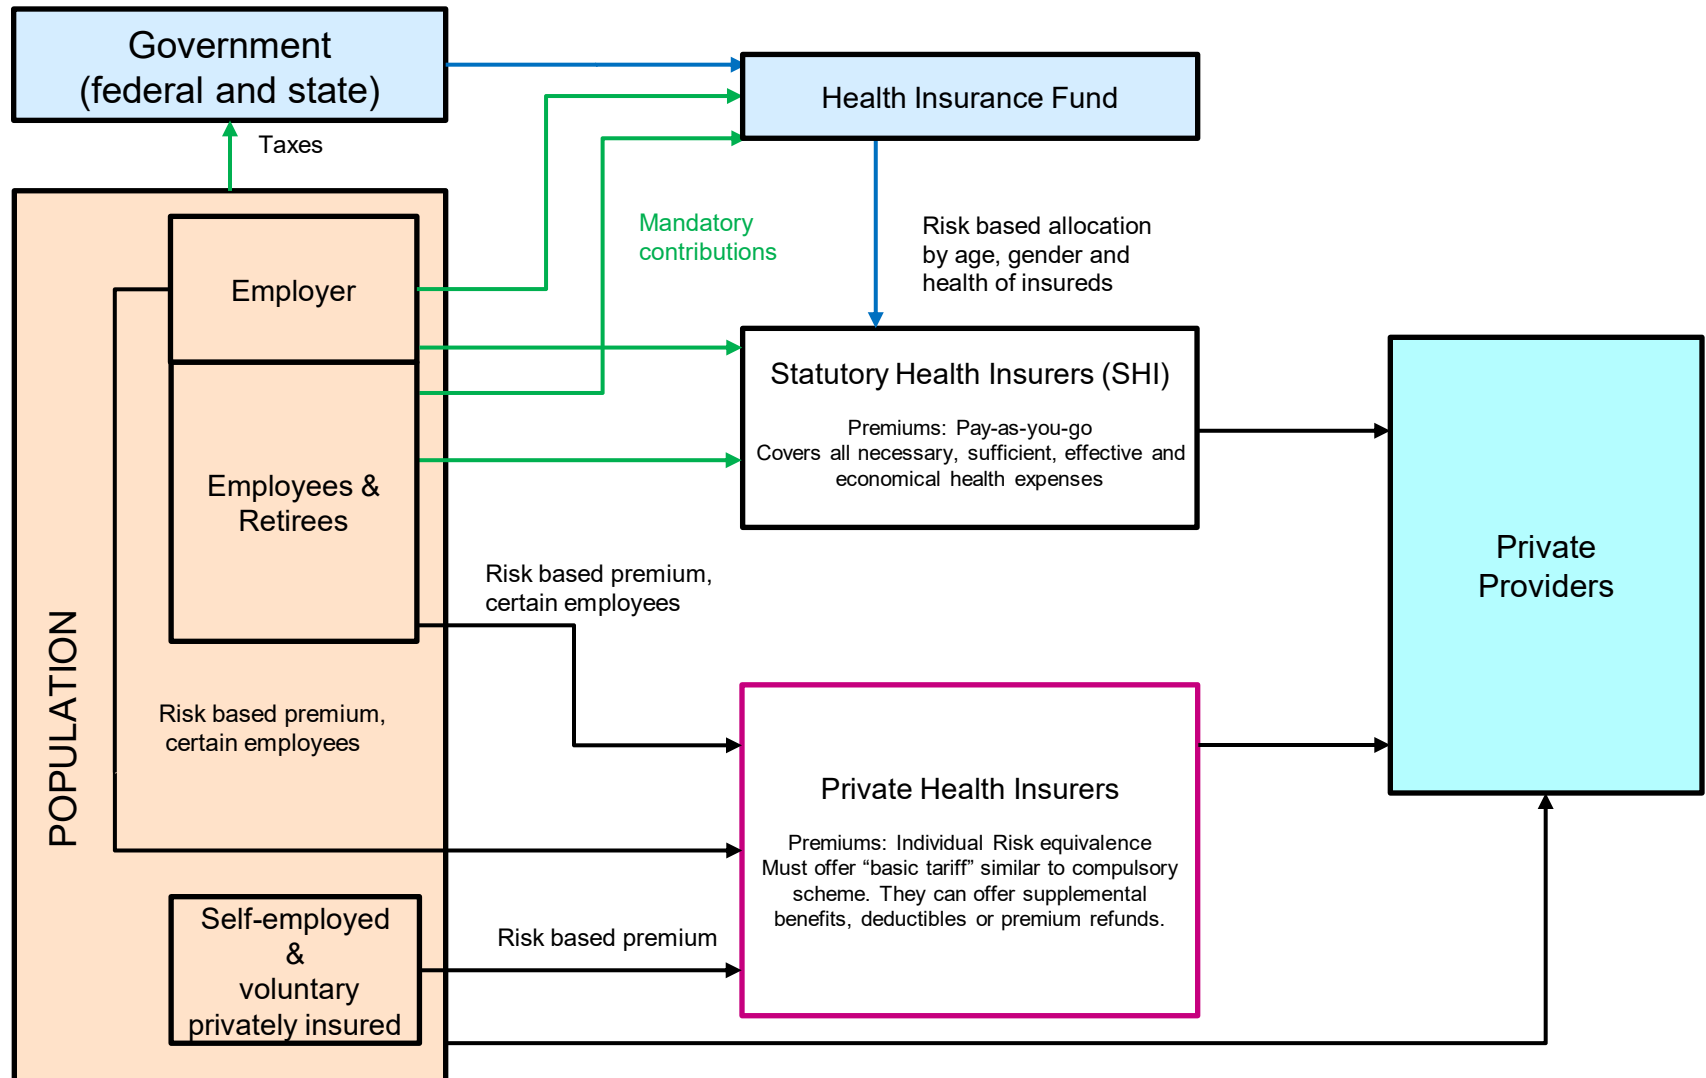 Government
(federal and state)
Health Insurance Fund
Taxes
Mandatory
contributions
Risk based allocation
by age, gender and
health of insureds
Employer
Statutory Health Insurers (SHI)
Premiums: Pay-as-you-go
Covers all necessary, sufficient, effective and
economical health expenses
Employees &
Retirees
Private
Providers
Risk based premium,
certain employees
POPULATION
Risk based premium,
certain employees
Private Health Insurers
Premiums: Individual Risk equivalence
Must offer “basic tariff” similar to compulsory
scheme. They can offer supplemental
benefits, deductibles or premium refunds.
Self-employed
&
voluntary
privately insured
Risk based premium